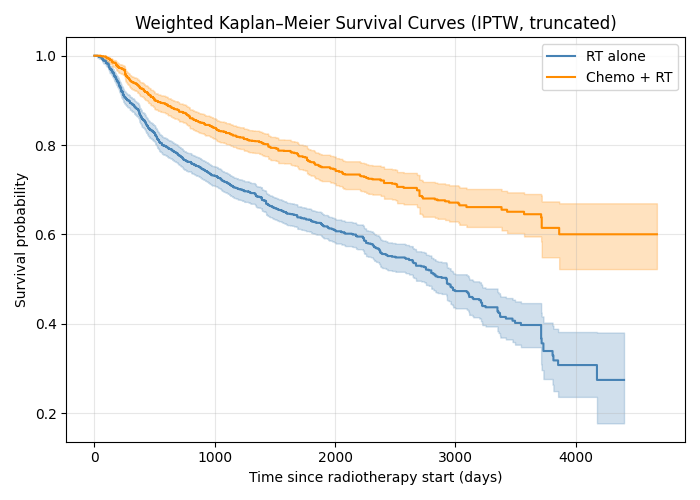 Weighted Kaplan–Meier Survival Curves (IPTW, truncated)
RT alone
Chemo + RT
Survival probability
1.0
0.8
0.6
0.4
0.2
0
1000
2000
3000
4000
Time since radiotherapy start (days)